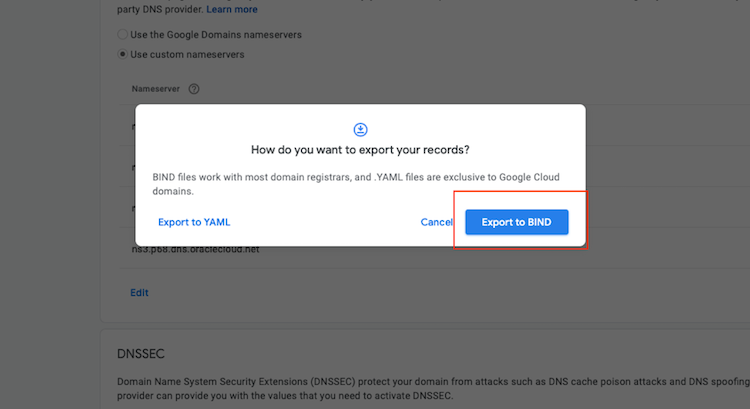 party DNS provider. Learn more
Use the Google Domains nameservers
Use custom nameservers
Nameserver
How do you want to export your records?
BIND files work with most domain registrars, and .YAML files are exclusive to Google Cloud
domains.
Export to YAML
Cancel
Export to BIND
ns3.p68.dns.oraclecloud.net
Edit
DNSSEC
Domain Name System Security Extensions (DNSSEC) protect your domain from attacks such as DNS cache poison attacks and DNS spoofing
provider can provide you with the values that you need to activate DNSSEC.